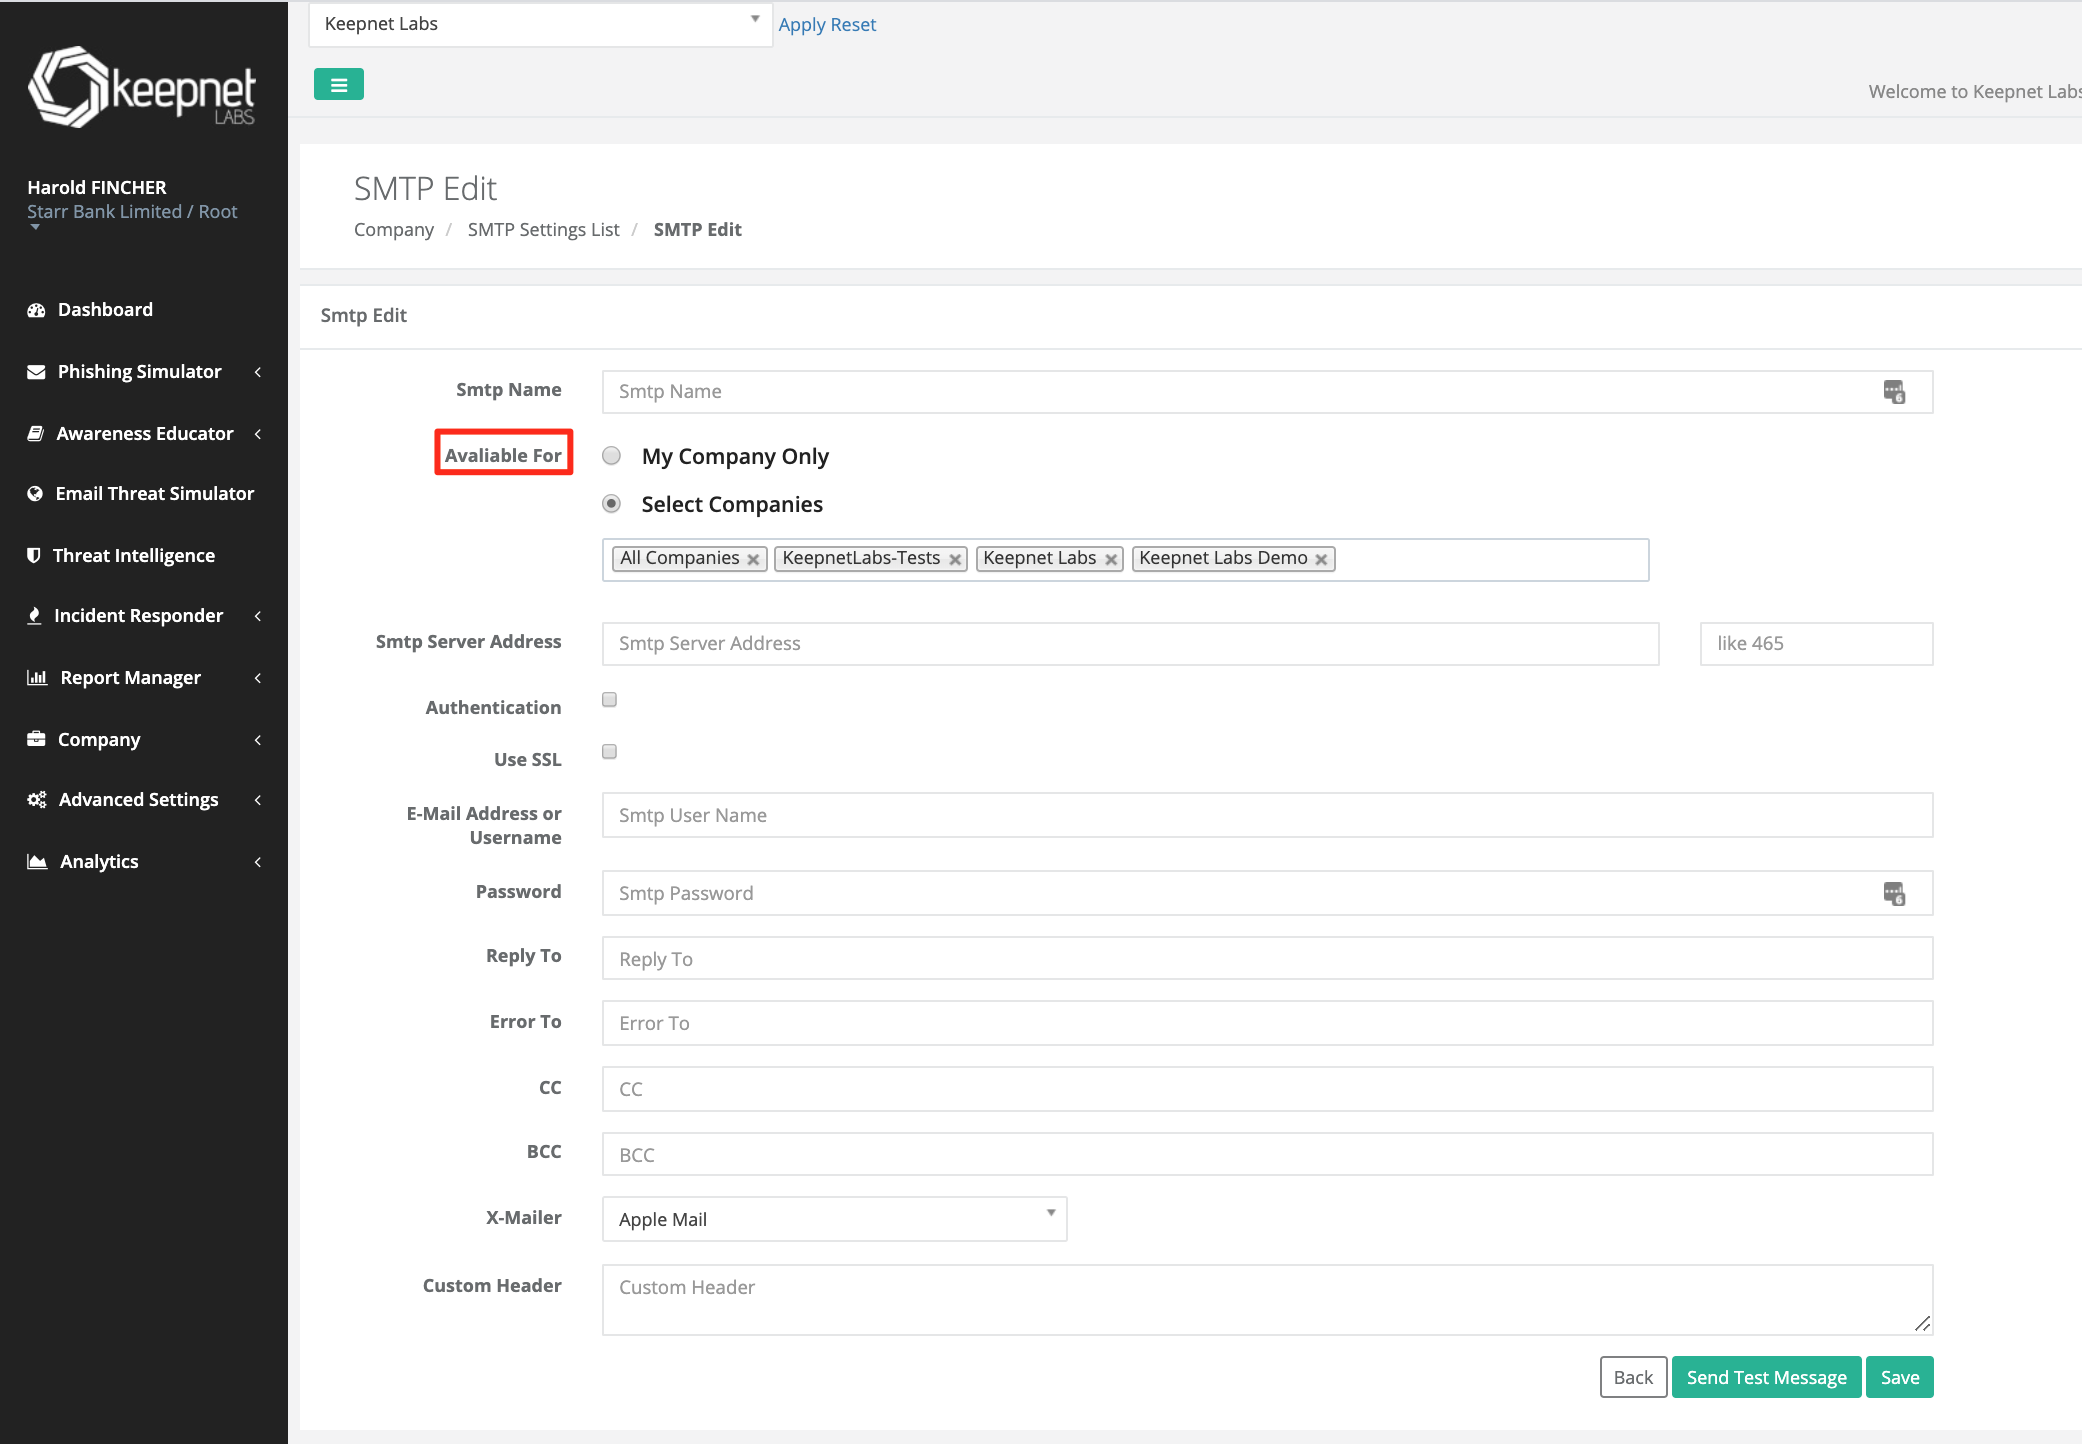 Keepnet Labs
Apply Reset
keepnet
LABS
Welcome to Keepnet Labs
Harold FINCHER
Starr Bank Limited / Root
Dashboard
Phishing Simulator
Awareness Educator
Email Threat Simulator
Threat Intelligence
Incident Responder
Report Manager
Company
Advanced Settings
Analytics
SMTP Edit
Company / SMTP Settings List / SMTP Edit
Smtp Edit
Smtp Name Smtp Name 6
Avaliable For My Company Only
Select Companies
All Companies KeepnetLabs-Tests Keepnet Labs Keepnet Labs Demo
Smtp Server Address Smtp Server Address like 465
Authentication
Use SSL
E-Mail Address or
Username
Smtp User Name
Password Smtp Password 6
Reply To Reply To
Error To Error To
CC CC
BCC BCC
X-Mailer Apple Mail
Custom Header Custom Header
Back Send Test Message Save